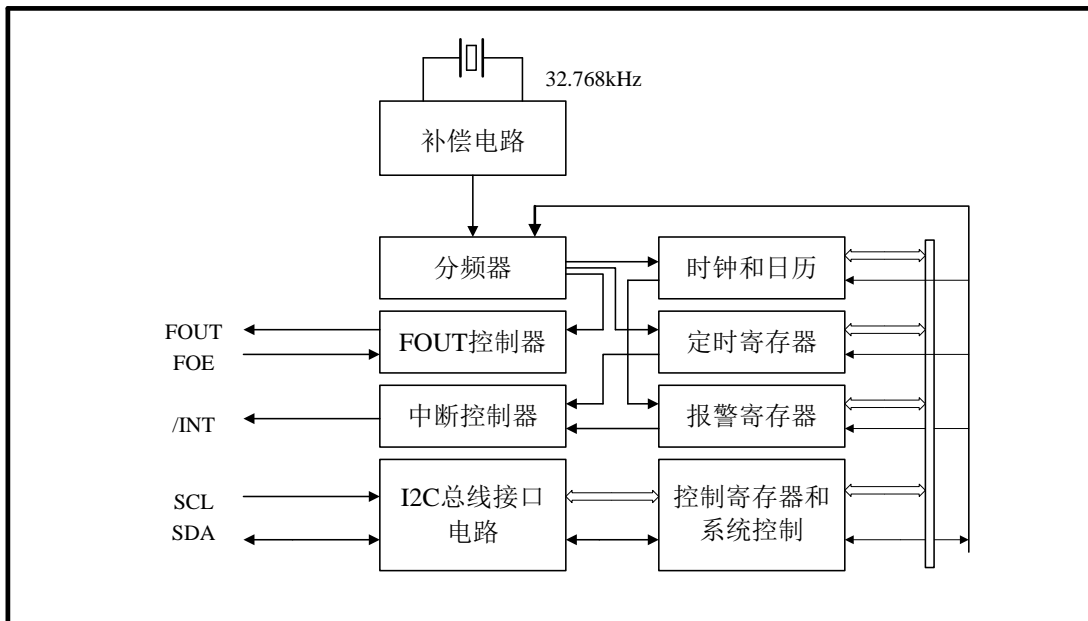 32.768kHz
补偿电路
分频器
时钟和日历
FOUT
FOE
FOUT控制器
定时寄存器
/INT
中断控制器
报警寄存器
SCL
SDA
I2C总线接口
电路
控制寄存器和
系统控制